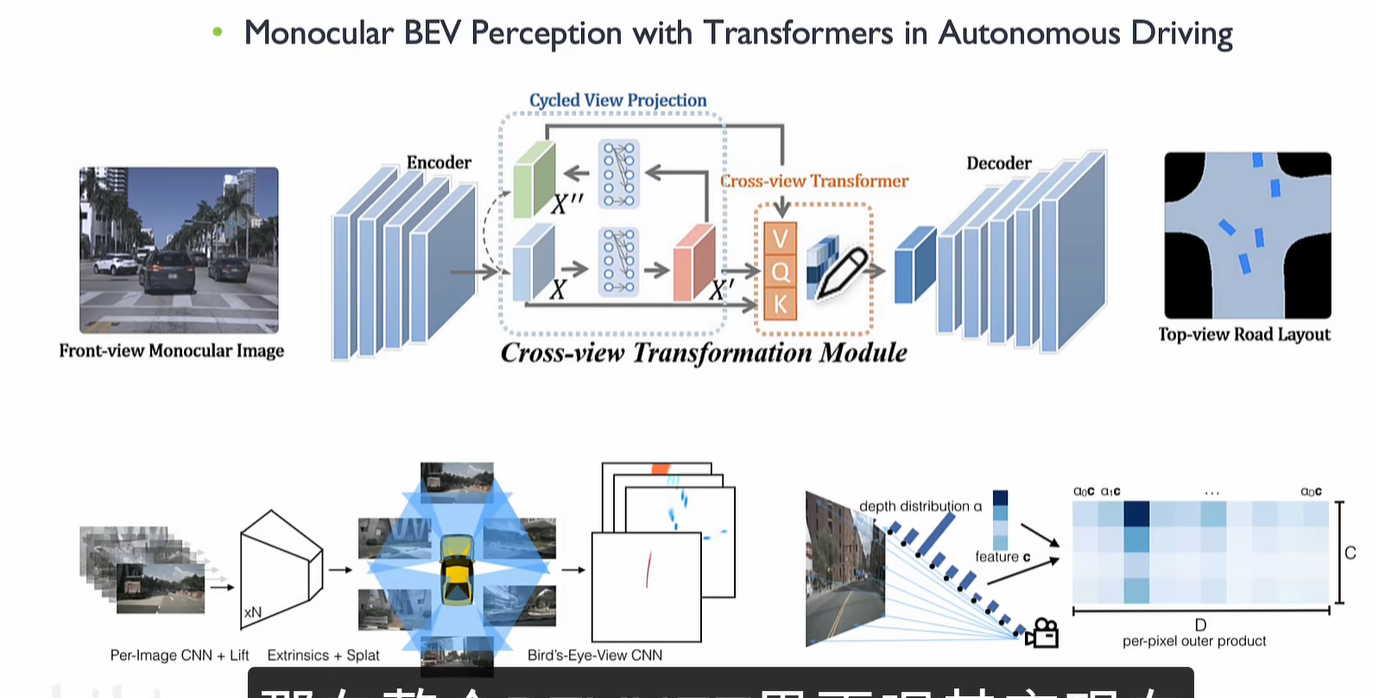 • Monocular BEV Perception with Transformers in Autonomous Driving
Cycled View Projection
Encoder
Cross-view Transformer
Decoder
X''
X
X'
V
Q
K
Front-view Monocular Image
Cross-view Transformation Module
Top-view Road Layout
xN
Per-Image CNN + Lift
Extrinsics + Splat
Bird's-Eye-View CNN
depth distribution α
feature c
α₀c α₁c ... α_Dc
C
D
per-pixel outer product